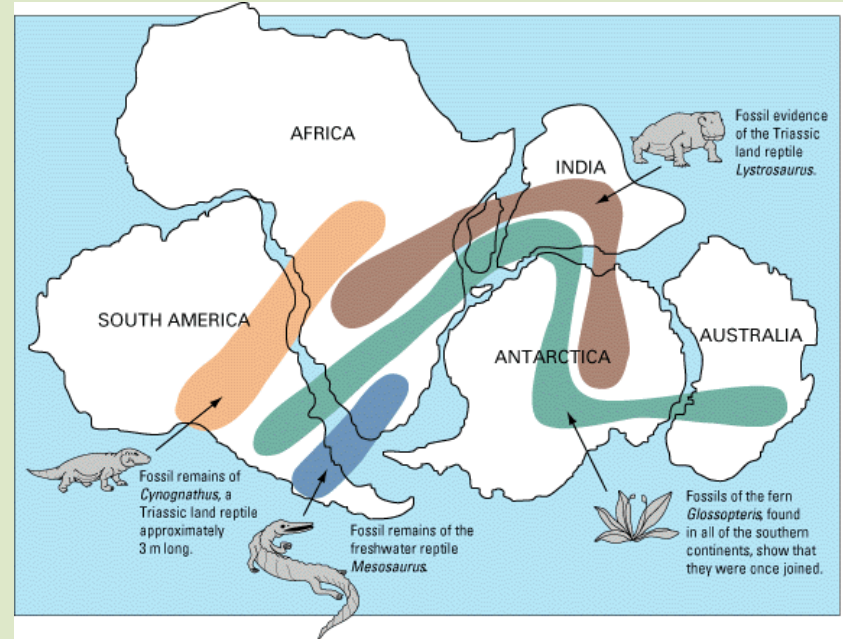 AFRICA
Fossil evidence
of the Triassic
land reptile
Lystrosaurus.
INDIA
SOUTH AMERICA
AUSTRALIA
ANTARCTICA
Fossil remains of
Cynognathus, a
Triassic land reptile
approximately
3 m long.
Fossil remains of the
freshwater reptile
Mesosaurus.
Fossils of the fern
Glossopteris, found
in all of the southern
continents, show that
they were once joined.